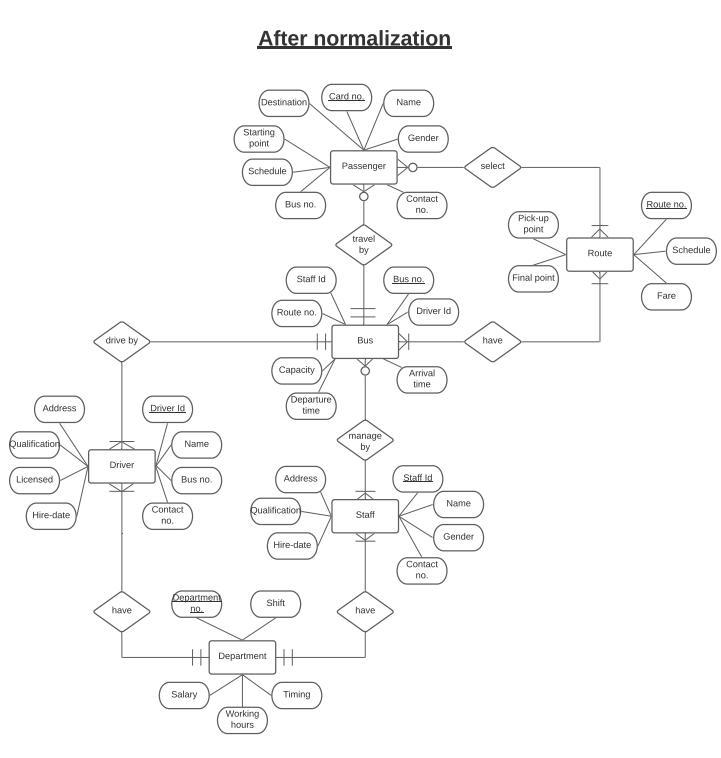 After normalization
Card no.
Destination
Name
Starting
point
Gender
Passenger
select
Schedule
Bus no.
Contact
no.
Route no.
Pick-up
point
travel
by
Route
Schedule
Final point
Fare
Staff Id
Bus no.
Route no.
Driver Id
drive by
Bus
have
Capacity
Arrival
time
Departure
time
Address
Driver Id
Qualification
Name
manage
by
Driver
Licensed
Bus no.
Hire-date
Contact
no.
Address
Staff Id
Qualification
Name
Staff
Hire-date
Gender
Contact
no.
have
Department
no.
Shift
have
Department
Salary
Timing
Working
hours